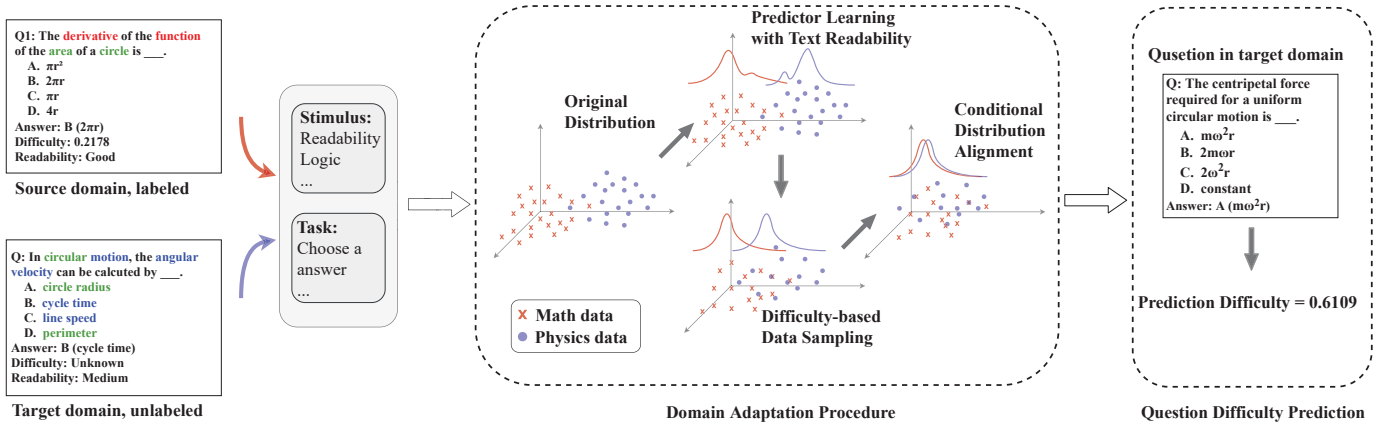 Q1: The derivative of the function
of the area of a circle is ___.
A. πr²
B. 2πr
C. πr
D. 4r
Answer: B (2πr)
Difficulty: 0.2178
Readability: Good
Source domain, labeled
Q: In circular motion, the angular
velocity can be calcuted by ___.
A. circle radius
B. cycle time
C. line speed
D. perimeter
Answer: B (cycle time)
Difficulty: Unknown
Readability: Medium
Target domain, unlabeled
Stimulus:
Readability
Logic
...
Task:
Choose a
answer
...
Original
Distribution
Predictor Learning
with Text Readability
Conditional
Distribution
Alignment
Difficulty-based
Data Sampling
x Math data
Physics data
Domain Adaptation Procedure
Qusetion in target domain
Q: The centripetal force
required for a uniform
circular motion is ___.
A. mω²r
B. 2mωr
C. 2ω²r
D. constant
Answer: A (mω²r)
Prediction Difficulty = 0.6109
Question Difficulty Prediction